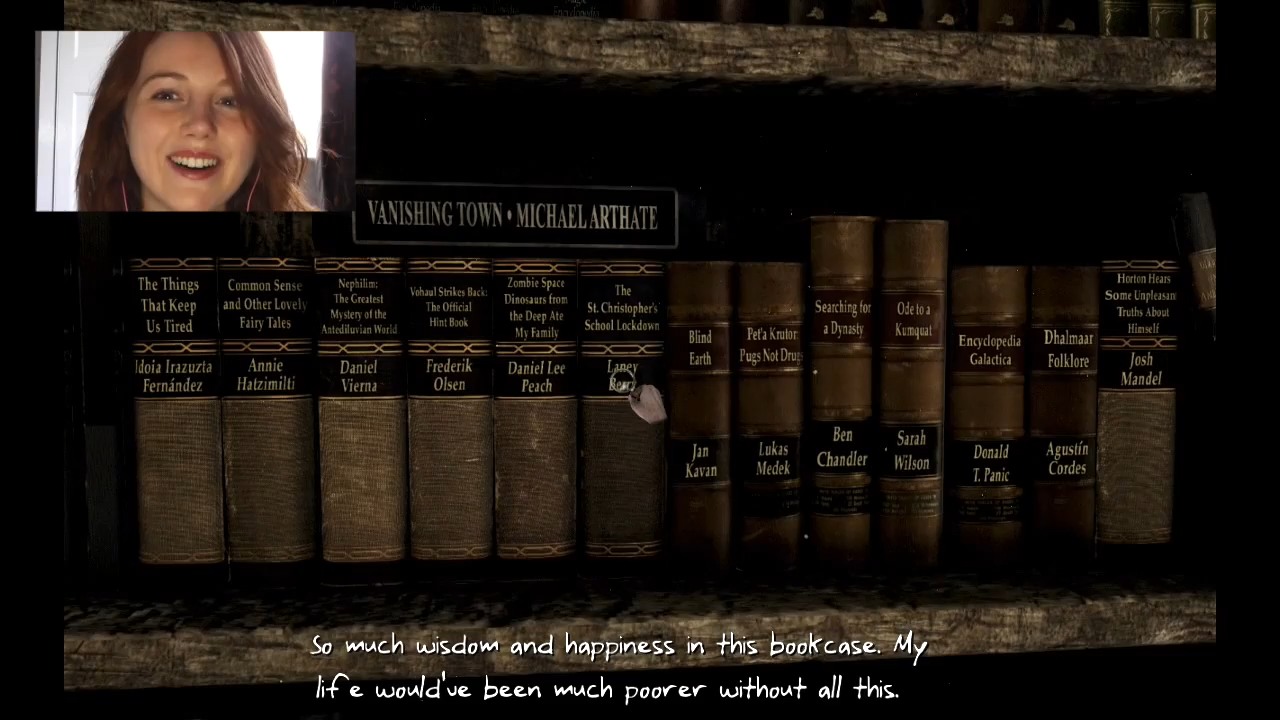 VANISHING TOWN • MICHAEL ARTHATE
The Things
That Keep
Us Tired
Idoia Irazuzta
Fernández
Common Sense
and Other Lovely
Fairy Tales
Annie
Hatzimilti
Nephilim:
The Greatest
Mystery of the
Antediluvian World
Daniel
Vierna
Vohaul Strikes Back:
The Official
Hint Book
Frederik
Olsen
Zombie Space
Dinosaurs from
the Deep Ate
My Family
Daniel Lee
Peach
The
St. Christopher's
School Lockdown
Laney
Blind
Earth
Jan
Kavan
Pet'a Krutor:
Pugs Not Drugs
Lukas
Medek
Searching for
a Dynasty
Ben
Chandler
Ode to a
Kumquat
Sarah
Wilson
Encyclopedia
Galactica
Donald
T. Panic
Dhalmaar
Folklore
Agustín
Cordes
Horton Hears
Some Unpleasant
Truths About
Himself
Josh
Mandel
So much wisdom and happiness in this bookcase. My
life would've been much poorer without all this.